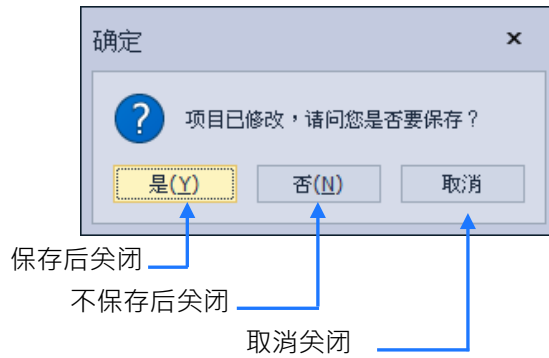 确定
项目已修改，请问您是否要保存？
是(Y) 否(N) 取消
保存后关闭
不保存后关闭
取消关闭